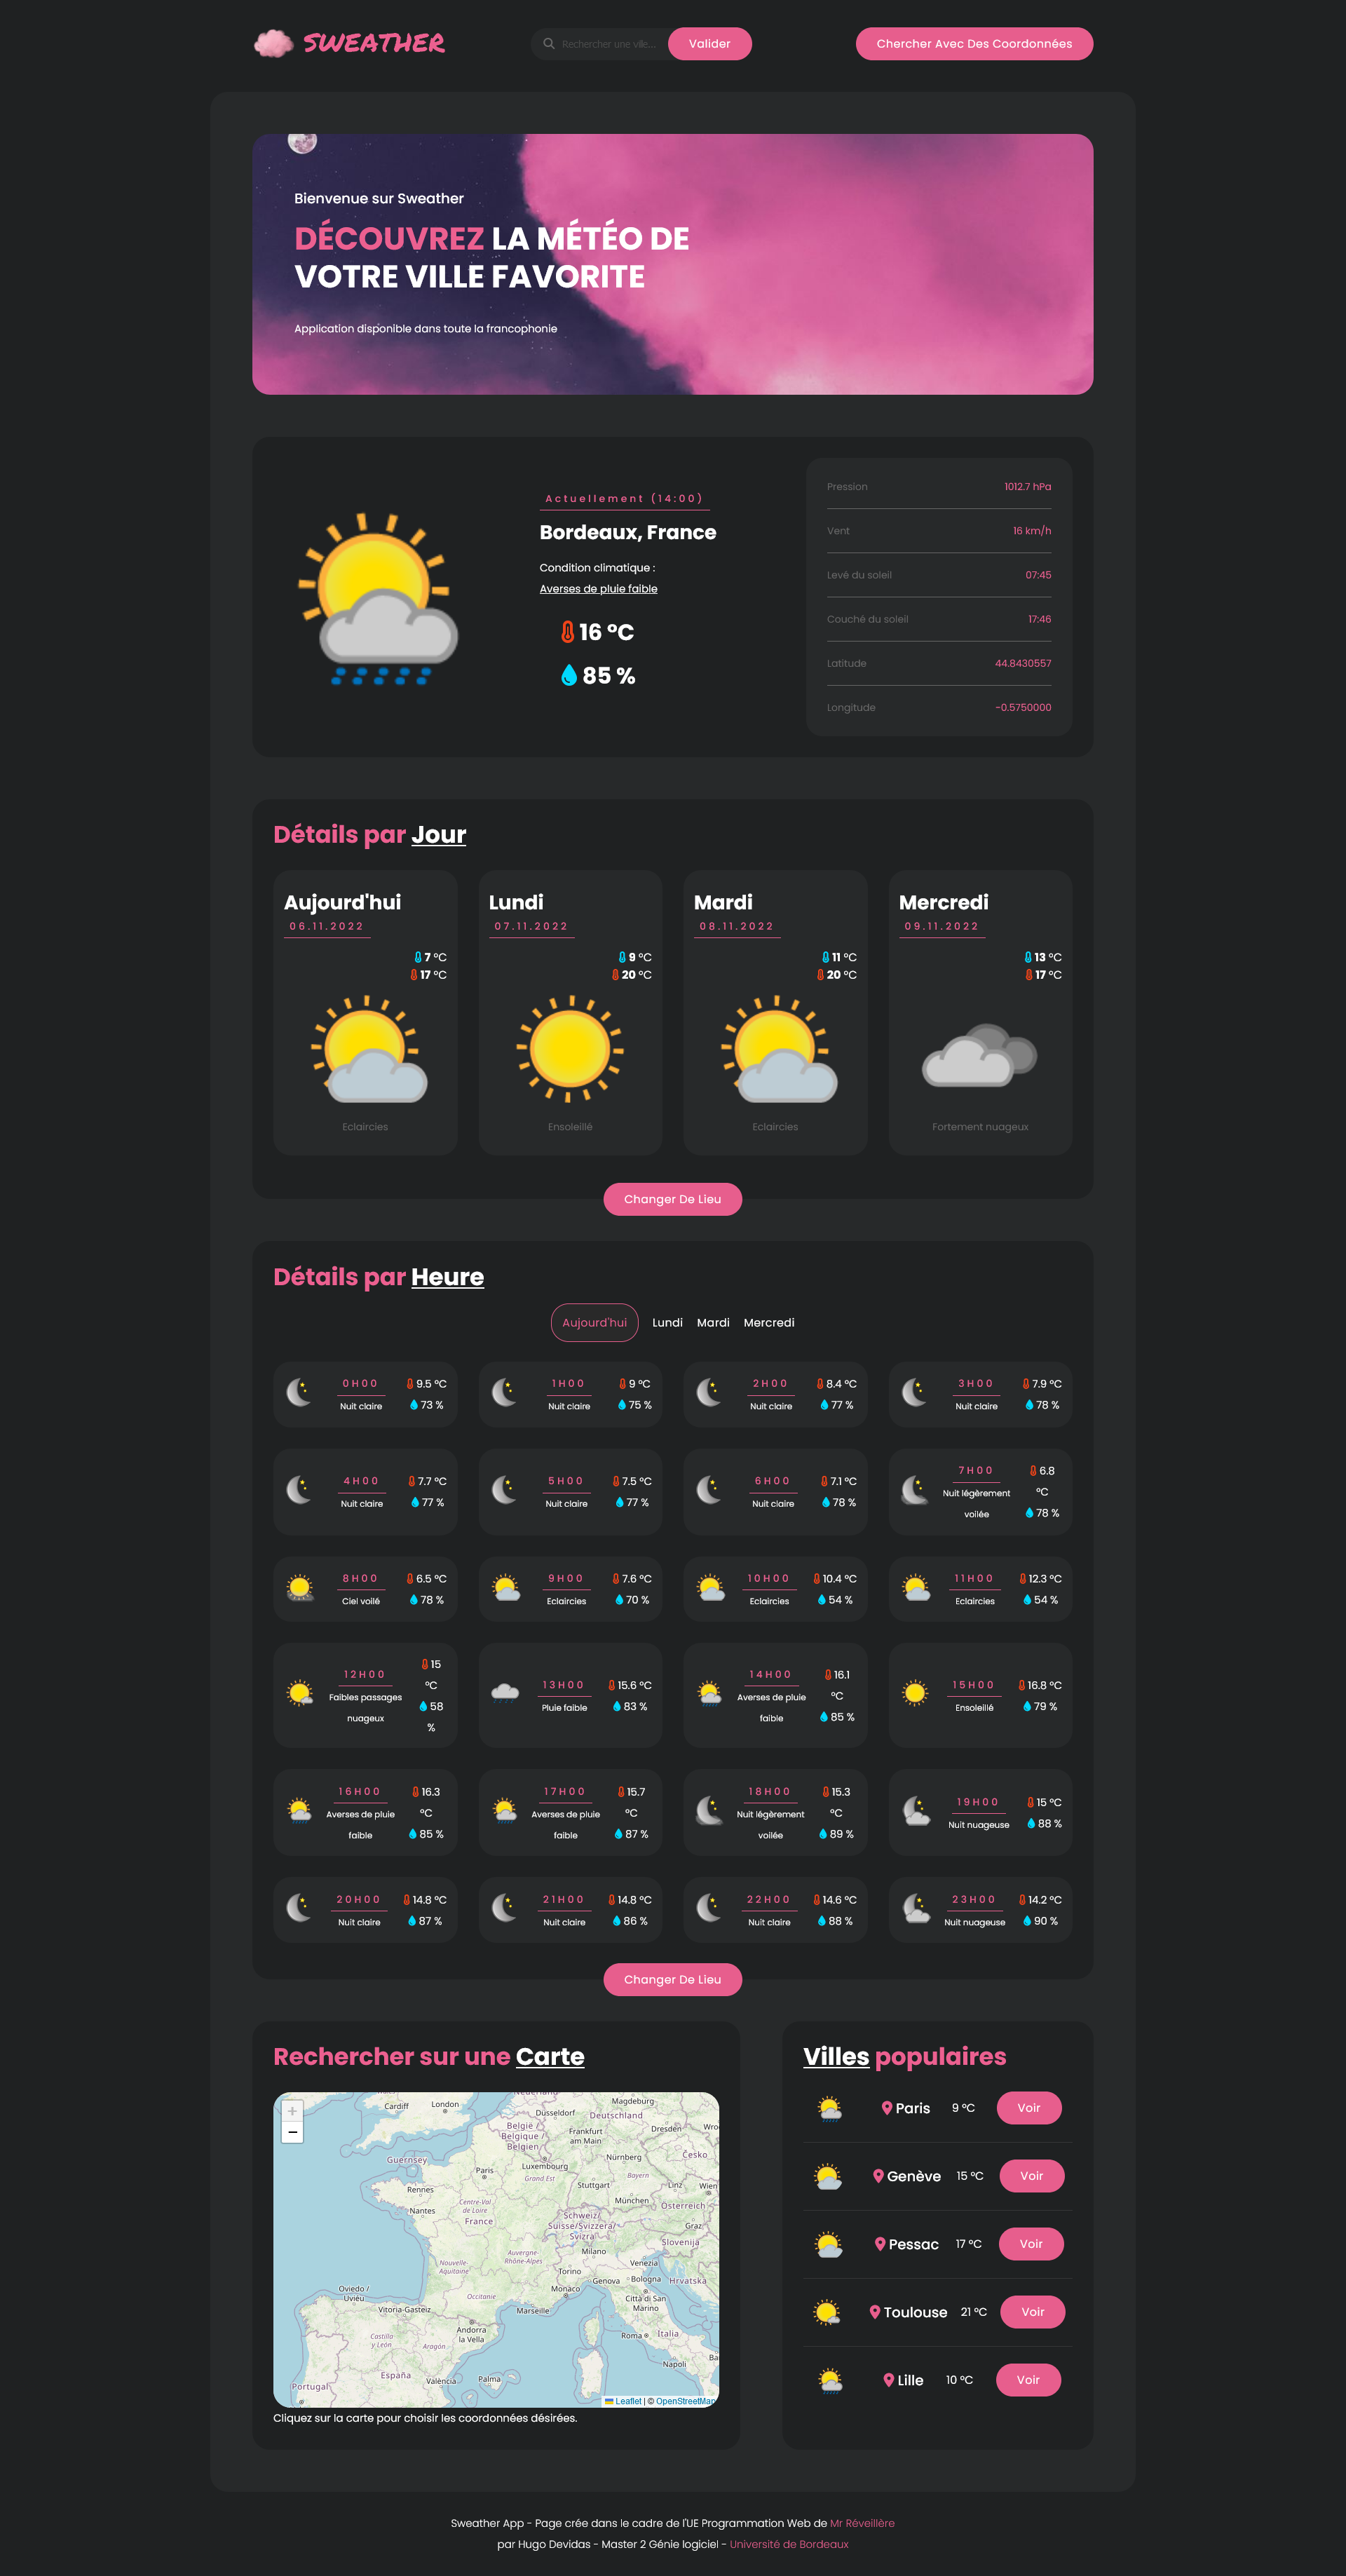 SWEATHER
Rechercher une ville...
Valider
Chercher Avec Des Coordonnées
Bienvenue sur Sweather
DÉCOUVREZ LA MÉTÉO DE
VOTRE VILLE FAVORITE
Application disponible dans toute la francophonie
Actuellement (14:00)
Bordeaux, France
Condition climatique :
Averses de pluie faible
16 °C
85 %
Pression 1012.7 hPa
Vent 16 km/h
Levé du soleil 07:45
Couché du soleil 17:46
Latitude 44.8430557
Longitude -0.5750000
Détails par Jour
Aujourd'hui
06.11.2022
7 °C
17 °C
Eclaircies
Lundi
07.11.2022
9 °C
20 °C
Ensoleillé
Mardi
08.11.2022
11 °C
20 °C
Eclaircies
Mercredi
09.11.2022
13 °C
17 °C
Fortement nuageux
Changer De Lieu
Détails par Heure
Aujourd'hui Lundi Mardi Mercredi
0H00
Nuit claire
9.5 °C
73 %
1H00
Nuit claire
9 °C
75 %
2H00
Nuit claire
8.4 °C
77 %
3H00
Nuit claire
7.9 °C
78 %
4H00
Nuit claire
7.7 °C
77 %
5H00
Nuit claire
7.5 °C
77 %
6H00
Nuit claire
7.1 °C
78 %
7H00
Nuit légèrement
voilée
6.8
°C
78 %
8H00
Ciel voilé
6.5 °C
78 %
9H00
Eclaircies
7.6 °C
70 %
10H00
Eclaircies
10.4 °C
54 %
11H00
Eclaircies
12.3 °C
54 %
12H00
Faibles passages
nuageux
15
°C
58
%
13H00
Pluie faible
15.6 °C
83 %
14H00
Averses de pluie
faible
16.1
°C
85 %
15H00
Ensoleillé
16.8 °C
79 %
16H00
Averses de pluie
faible
16.3
°C
85 %
17H00
Averses de pluie
faible
15.7
°C
87 %
18H00
Nuit légèrement
voilée
15.3
°C
89 %
19H00
Nuit nuageuse
15 °C
88 %
20H00
Nuit claire
14.8 °C
87 %
21H00
Nuit claire
14.8 °C
86 %
22H00
Nuit claire
14.6 °C
88 %
23H00
Nuit nuageuse
14.2 °C
90 %
Changer De Lieu
Rechercher sur une Carte
+
−
Cardiff
London
Nederland
Magdeburg
Düsseldorf
Deutschland
België /
Belgique /
Belgien
Frankfurt
am Main
Dresden
Guernsey
Luxembourg
Nürnberg
Česko
Paris
Grand Est
Bayern
Rennes
Stuttgart
Linz
Wien
München
Nantes
Centre-Val
de Loire
France
Österreich
Schweiz/
Suisse/Svizzera/
Svizra
Graz
Slovenija
Milano
Nouvelle-
Aquitaine
Auvergne-
Rhône-Alpes
Torino
Venezia
Genova
Bologna
Hrvatska
Monaco
Città di San
Marino
Oviedo /
Uviéu
Occitanie
Vitoria-Gasteiz
Marseille
Andorra
la Vella
Castilla
y León
Aragón
Roma
Italia
Napoli
España
Palma
València
Portugal
Leaflet | © OpenStreetMap
Cliquez sur la carte pour choisir les coordonnées désirées.
Villes populaires
Paris 9 °C Voir
Genève 15 °C Voir
Pessac 17 °C Voir
Toulouse 21 °C Voir
Lille 10 °C Voir
Sweather App - Page crée dans le cadre de l'UE Programmation Web de Mr Réveillère
par Hugo Devidas - Master 2 Génie logiciel - Université de Bordeaux